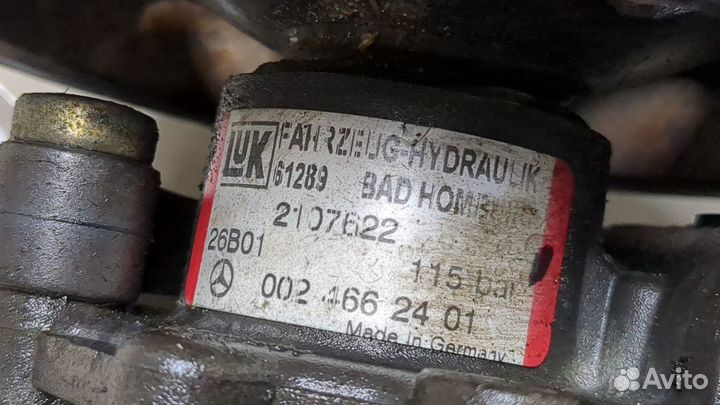 LUK FAHRZEUG-HYDRAULIK
61289 BAD HOMBURG
2107622
26B01 115 bar
002 466 24 01
Made in Germany
Avito